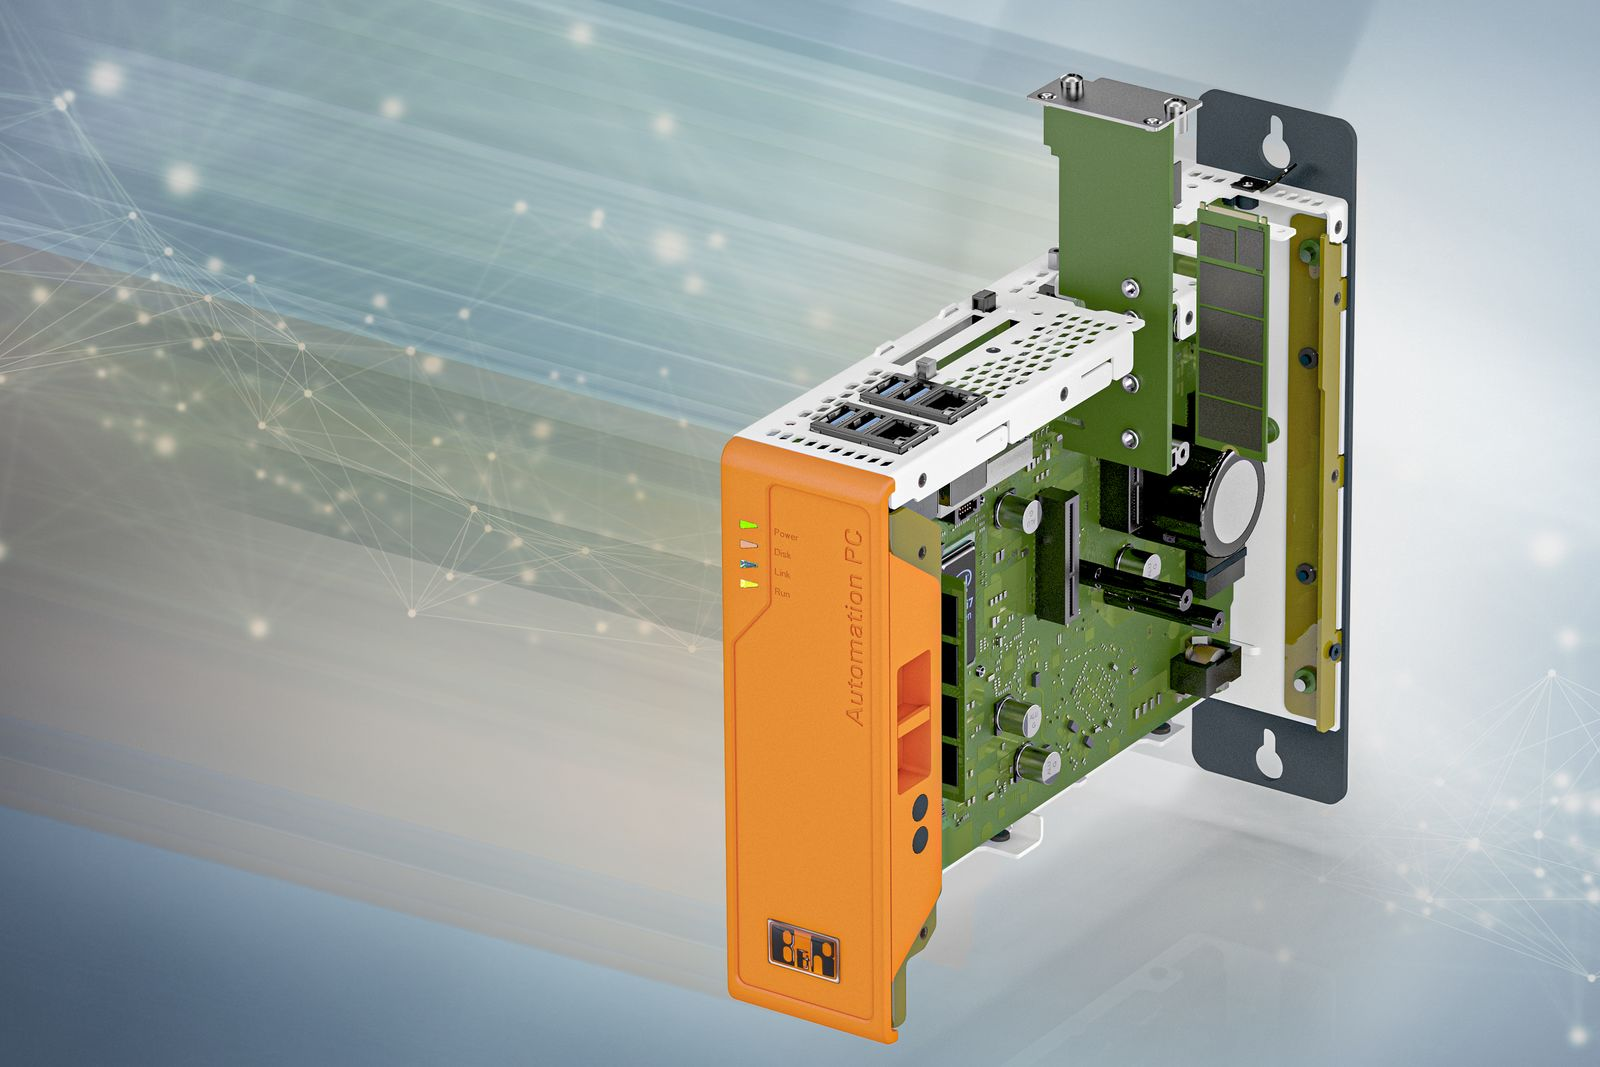 Power
Disk
Link
Run
Automation PC
B&R